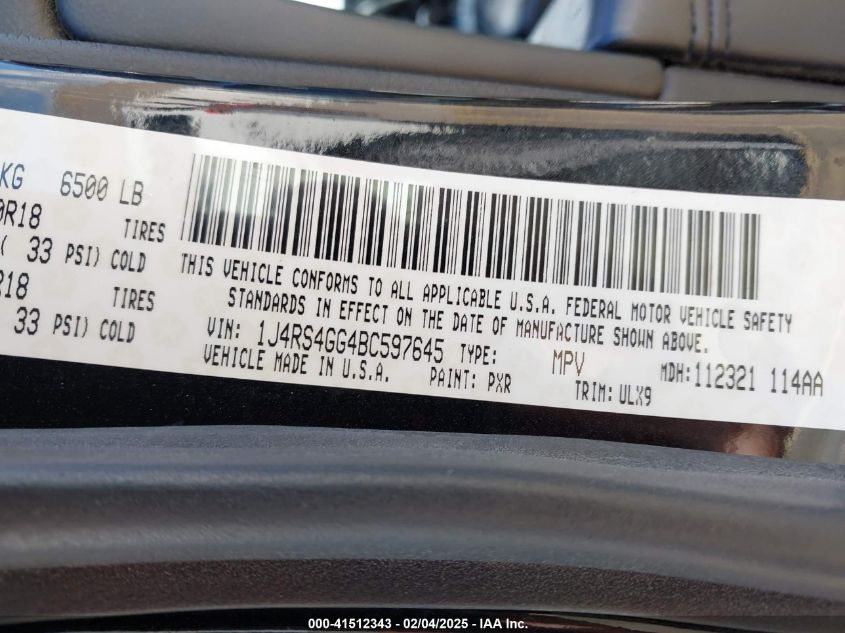 KG 6500 LB
0R18 TIRES
( 33 PSI) COLD
R18 TIRES
33 PSI) COLD
THIS VEHICLE CONFORMS TO ALL APPLICABLE U.S.A. FEDERAL MOTOR VEHICLE SAFETY
STANDARDS IN EFFECT ON THE DATE OF MANUFACTURE SHOWN ABOVE.
VIN: 1J4RS4GG4BC597645 TYPE: MPV MDH:112321 114AA
VEHICLE MADE IN U.S.A. PAINT: PXR TRIM: ULX9
000-41512343 - 02/04/2025 - IAA Inc.